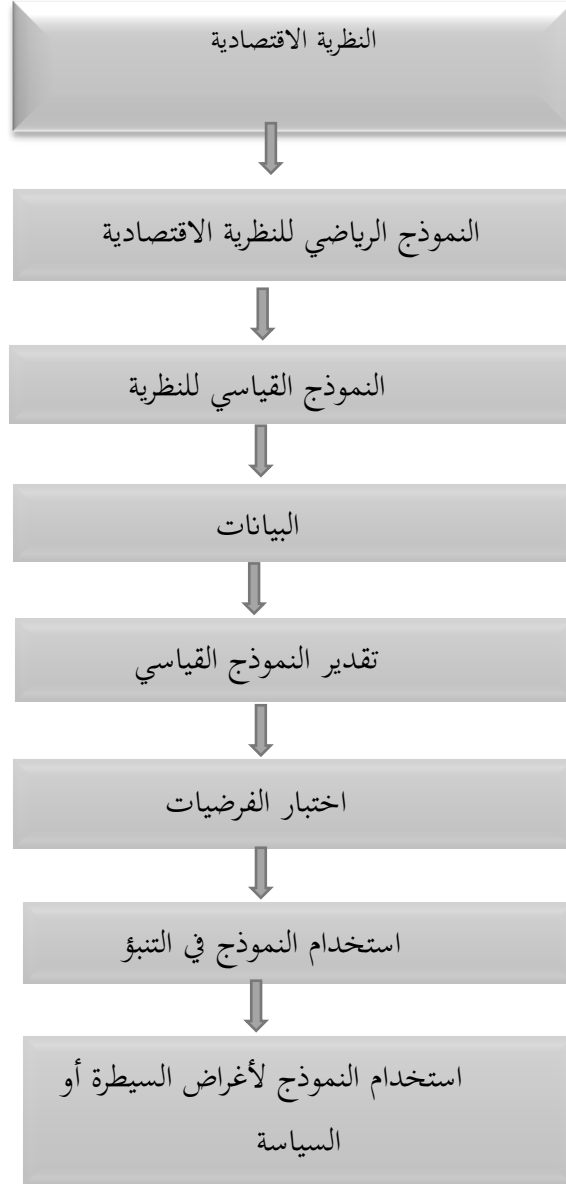 النظرية الاقتصادية
النموذج الرياضي للنظرية الاقتصادية
النموذج القياسي للنظرية
البيانات
تقدير النموذج القياسي
اختبار الفرضيات
استخدام النموذج في التنبؤ
استخدام النموذج لأغراض السيطرة أو
السياسة